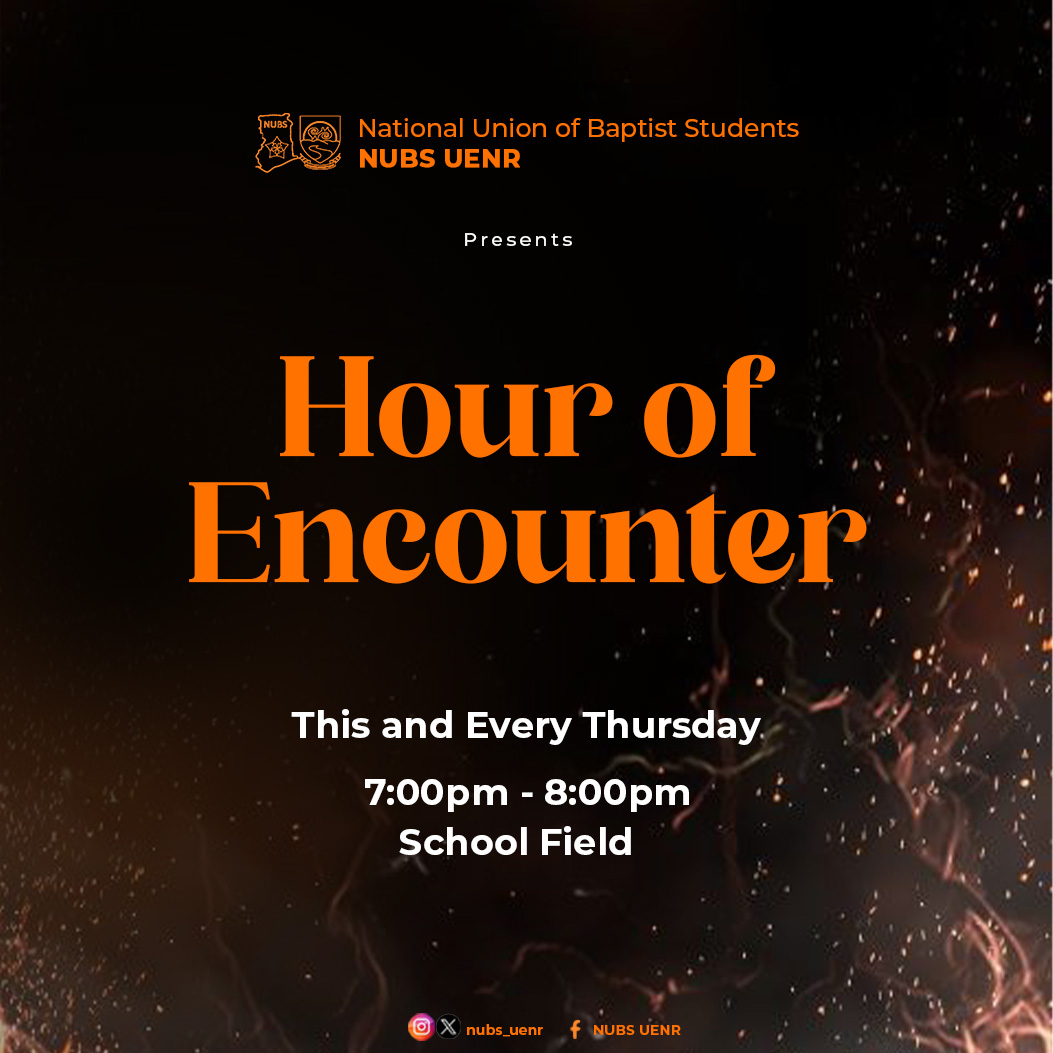 NUBS
National Union of Baptist Students
NUBS UENR
Presents
Hour of
Encounter
This and Every Thursday
7:00pm - 8:00pm
School Field
nubs_uenr
NUBS UENR